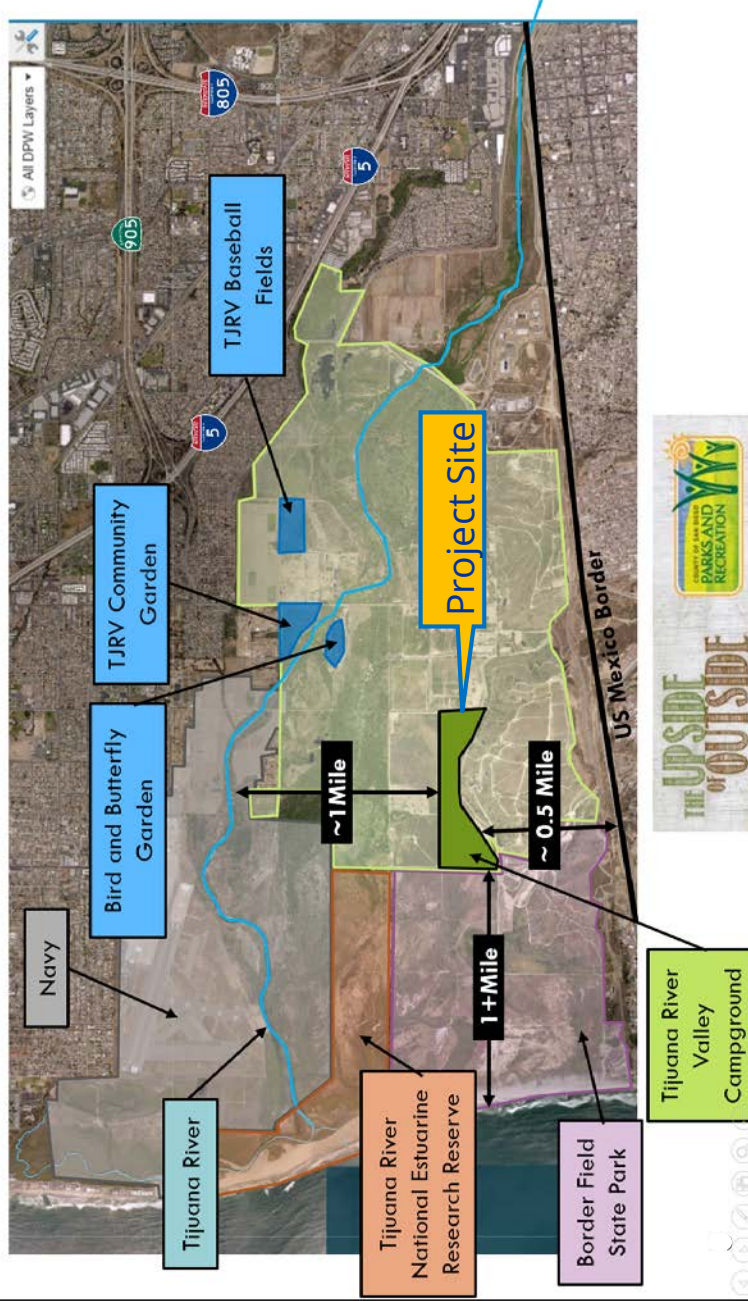 All DPW Layers
Navy
Bird and Butterfly
Garden
TJRV Community
Garden
TJRV Baseball
Fields
905
805
5
5
Tijuana River
Tijuana River
National Estuarine
Research Reserve
Border Field
State Park
~1Mile
1+Mile
~ 0.5 Mile
Project Site
US Mexico Border
Tijuana River
Valley
Campground
THE UPSIDE
OF OUTSIDE
COUNTY OF SAN DIEGO
PARKS AND
RECREATION